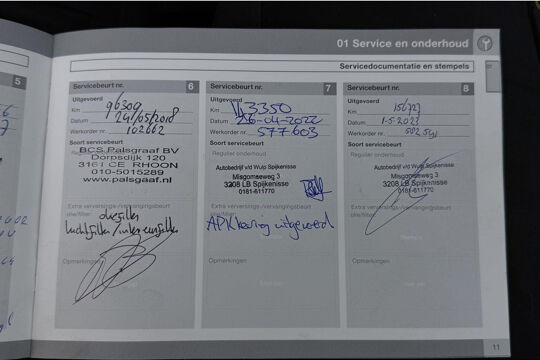 01 Service en onderhoud
Servicedocumentatie en stempels
5
Servicebeurt nr. 6
Uitgevoerd
Km 96309
Datum 24/05/2018
Werkorder nr. 102662
Soort servicebeurt
BCS Palsgraaf BV
Dorpsdijk 120
3161 CE RHOON
010-5015289
www.palsgraaf.nl
Extra verversings-/vervangingsbeurt
oliefilter
luchtfilter/interieurfilter
Opmerkingen
Servicebeurt nr. 7
Uitgevoerd
Km 143350
Datum 26-04-2022
Werkorder nr. 577603
Soort servicebeurt
Regulier onderhoud
Autobedrijf v/d Wulp Spijkenisse
Misgomseweg 3
3208 LB Spijkenisse
0181-611770
Extra verversings-/vervangingsbeurt
olie/filter
APK keuring uitgevoerd
Opmerkingen
Servicebeurt nr. 8
Uitgevoerd
Km
Datum 1-5-2023
Werkorder nr.
Soort servicebeurt
Regulier onderhoud
Autobedrijf v/d Wulp Spijkenisse
Misgomseweg 3
3208 LB Spijkenisse
0181-611770
Extra verversings-/vervangingsbeurt
olie/filter
Opmerkingen
11